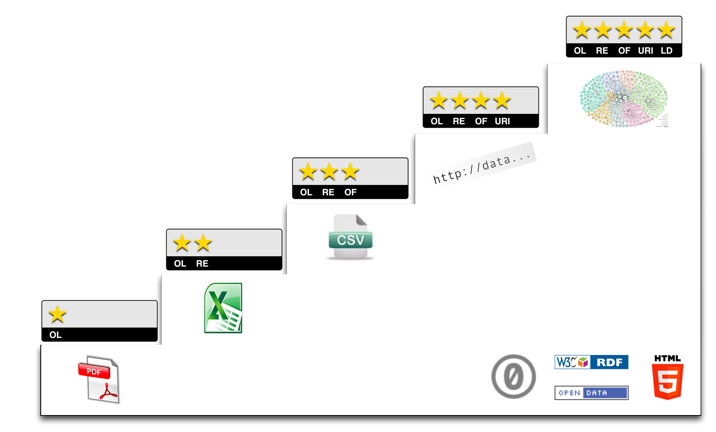 OL RE OF URI LD
OL RE OF URI
http://data...
OL RE OF
CSV
OL RE
X
OL
PDF
0
W3C RDF
OPEN DATA
HTML
5